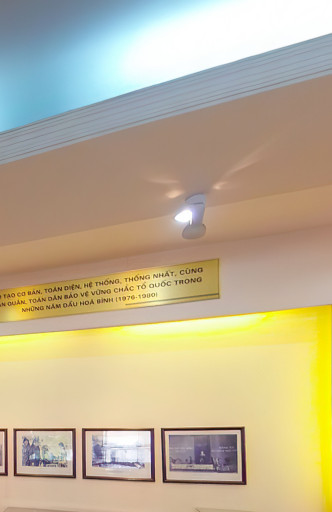 TẠO CƠ BẢN, TOÀN DIỆN, HỆ THỐNG, THỐNG NHẤT, CÙNG
QUÂN, TOÀN DÂN BẢO VỆ VỮNG CHẮC TỔ QUỐC TRONG
NHỮNG NĂM ĐẦU HOÀ BÌNH (1976-1980)